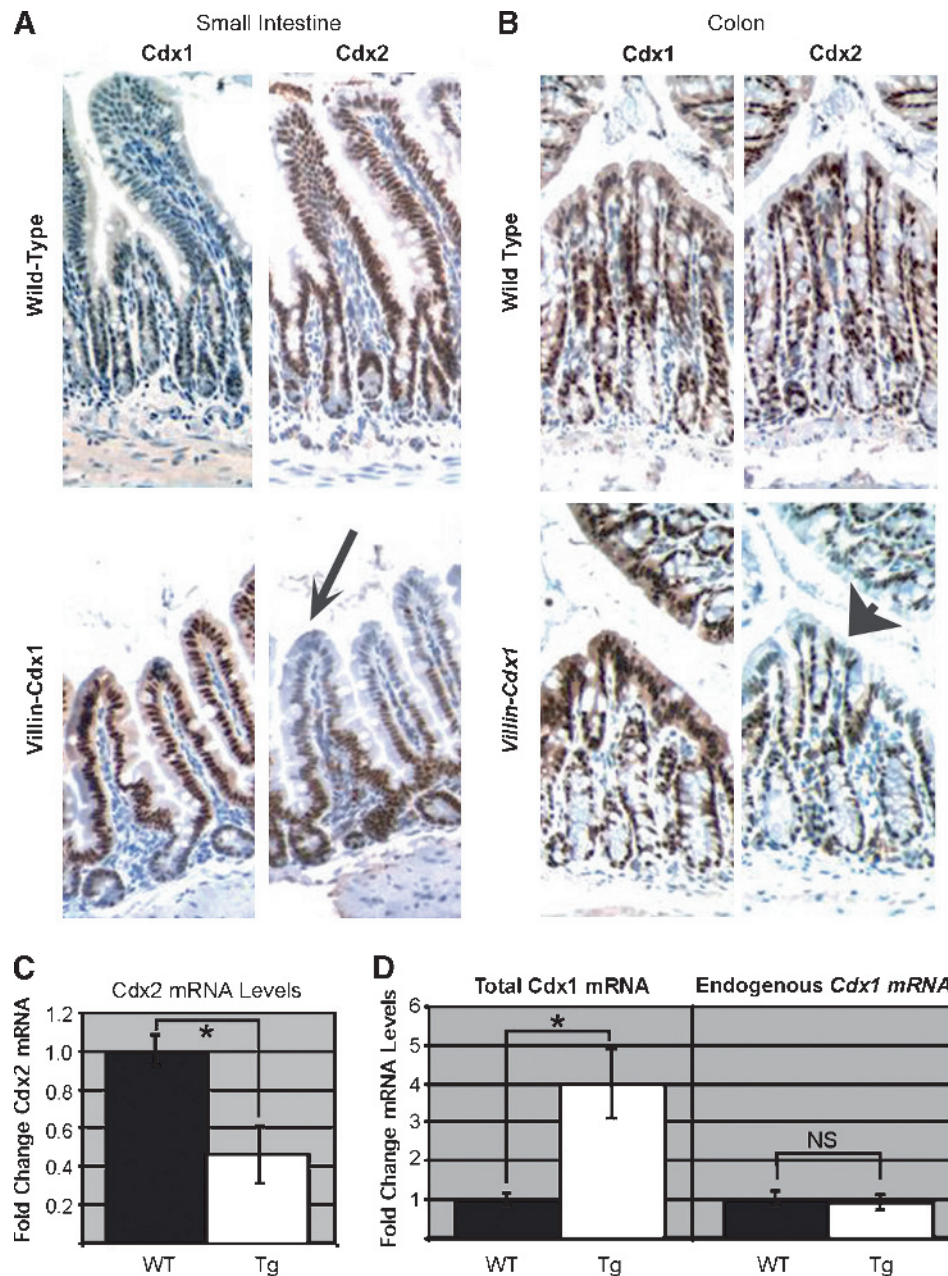 A
Small Intestine
Cdx1
Cdx2
Wild-Type
Villin-Cdx1
B
Colon
Cdx1
Cdx2
Wild Type
Villin-Cdx1
C
Cdx2 mRNA Levels
Fold Change Cdx2 mRNA
1.2
1.0
0.8
0.6
0.4
0.2
*
WT
Tg
D
Total Cdx1 mRNA
Endogenous Cdx1 mRNA
Fold Change mRNA Levels
6
5
4
3
2
1
*
NS
WT
Tg
WT
Tg